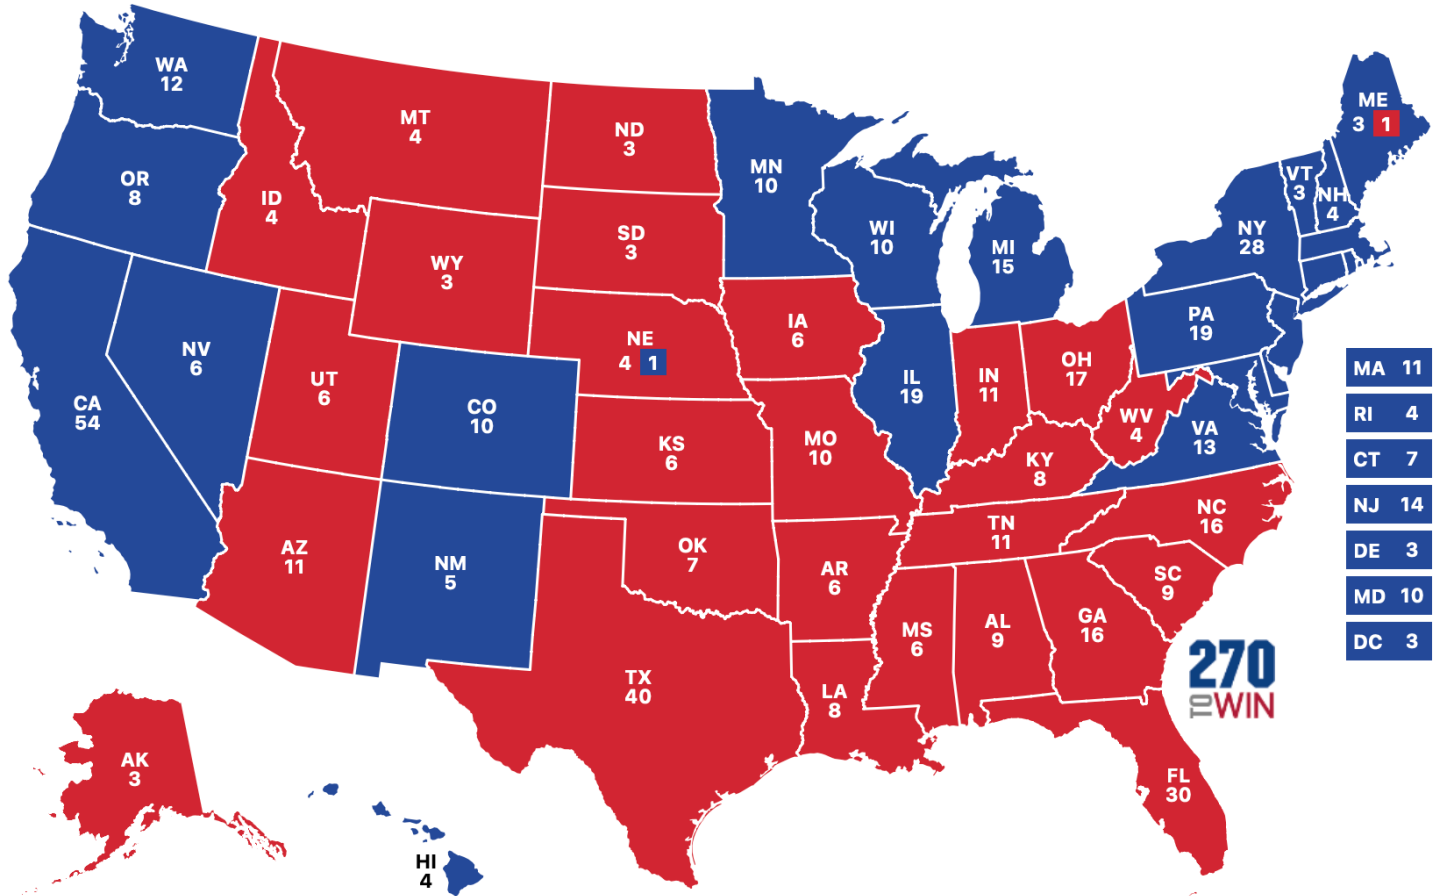 WA
12
OR
8
CA
54
NV
6
ID
4
MT
4
WY
3
UT
6
AZ
11
CO
10
NM
5
ND
3
SD
3
NE
4 1
KS
6
OK
7
TX
40
MN
10
IA
6
MO
10
AR
6
LA
8
WI
10
IL
19
MI
15
IN
11
OH
17
KY
8
TN
11
MS
6
AL
9
GA
16
FL
30
SC
9
NC
16
VA
13
WV
4
PA
19
NY
28
VT
3
NH
4
ME
3 1
MA 11
RI 4
CT 7
NJ 14
DE 3
MD 10
DC 3
AK
3
HI
4
270
TO WIN